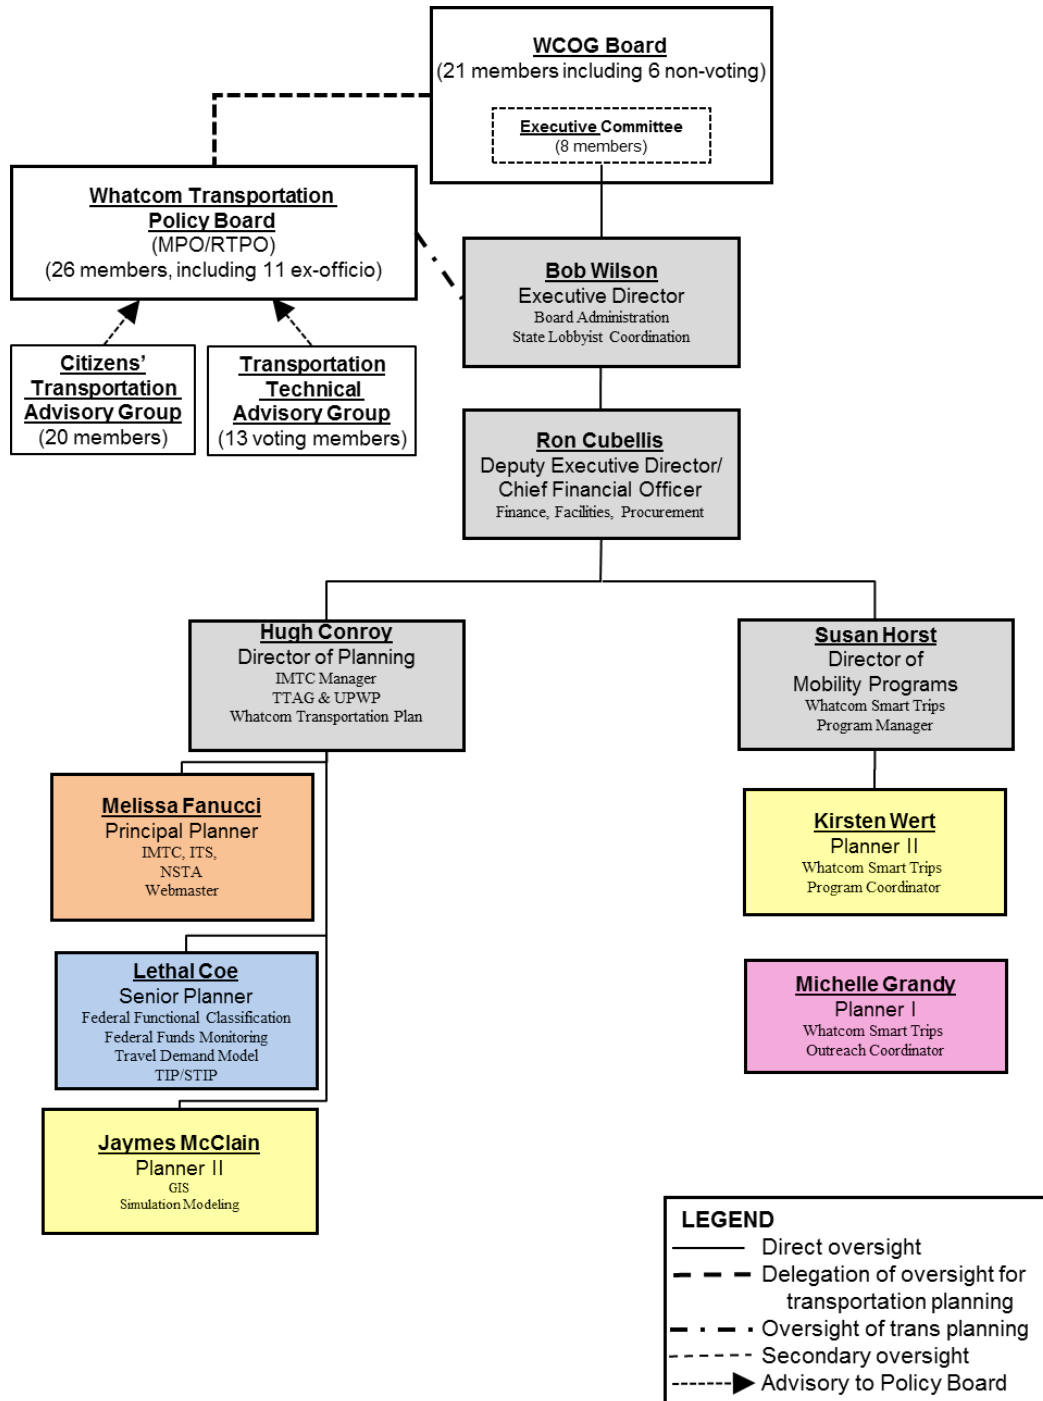 WCOG Board
(21 members including 6 non-voting)
Executive Committee
(8 members)
Whatcom Transportation
Policy Board
(MPO/RTPO)
(26 members, including 11 ex-officio)
Bob Wilson
Executive Director
Board Administration
State Lobbyist Coordination
Citizens’
Transportation
Advisory Group
(20 members)
Transportation
Technical
Advisory Group
(13 voting members)
Ron Cubellis
Deputy Executive Director/
Chief Financial Officer
Finance, Facilities, Procurement
Hugh Conroy
Director of Planning
IMTC Manager
TTAG & UPWP
Whatcom Transportation Plan
Susan Horst
Director of
Mobility Programs
Whatcom Smart Trips
Program Manager
Melissa Fanucci
Principal Planner
IMTC, ITS,
NSTA
Webmaster
Kirsten Wert
Planner II
Whatcom Smart Trips
Program Coordinator
Lethal Coe
Senior Planner
Federal Functional Classification
Federal Funds Monitoring
Travel Demand Model
TIP/STIP
Michelle Grandy
Planner I
Whatcom Smart Trips
Outreach Coordinator
Jaymes McClain
Planner II
GIS
Simulation Modeling
LEGEND
Direct oversight
Delegation of oversight for
transportation planning
Oversight of trans planning
Secondary oversight
Advisory to Policy Board